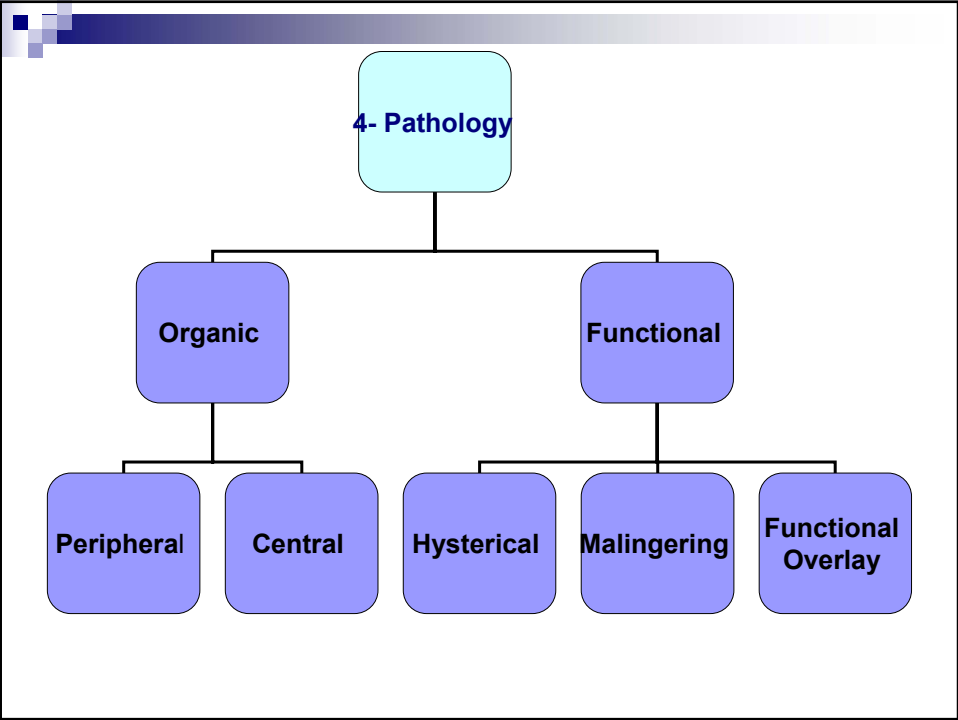 4- Pathology
Organic
Functional
Peripheral
Central
Hysterical
Malingering
Functional
Overlay